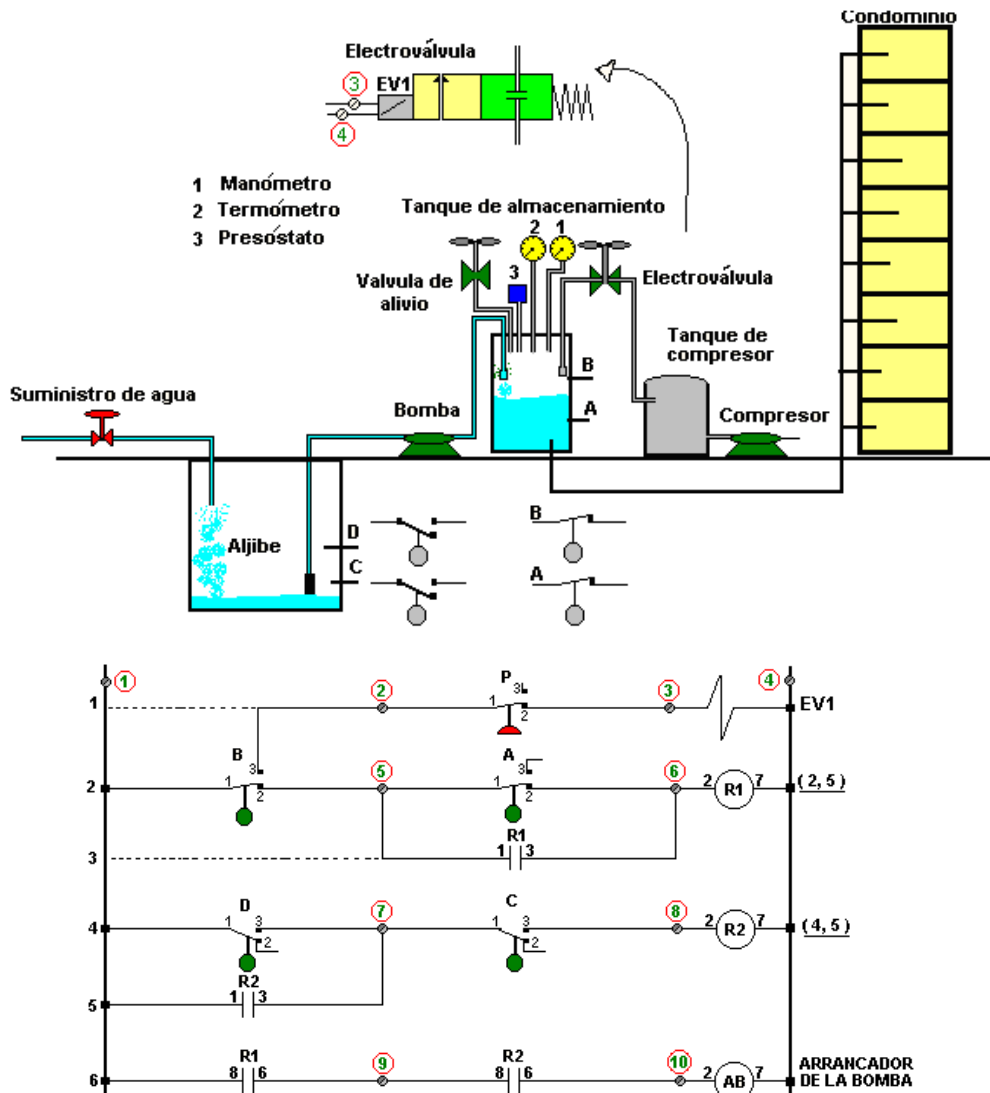 Condominio
Electroválvula
3 EV1
4
1 Manómetro
2 Termómetro
3 Presóstato
Tanque de almacenamiento
2 1
3
Valvula de
alivio
Electroválvula
Tanque de
compresor
B
A
Suministro de agua
Bomba
Compresor
Aljibe
D
C
B
A
1 2 P 3 4
1 1 3 2 EV1
B 5 A 6
2 1 3 2 1 3 2 2 R1 7 (2,5)
R1
3 1 3
D 7 C 8
4 1 3 2 1 3 2 2 R2 7 (4,5)
R2
5 1 3
R1 9 R2 10 ARRANCADOR
6 8 6 8 6 2 AB 7 DE LA BOMBA